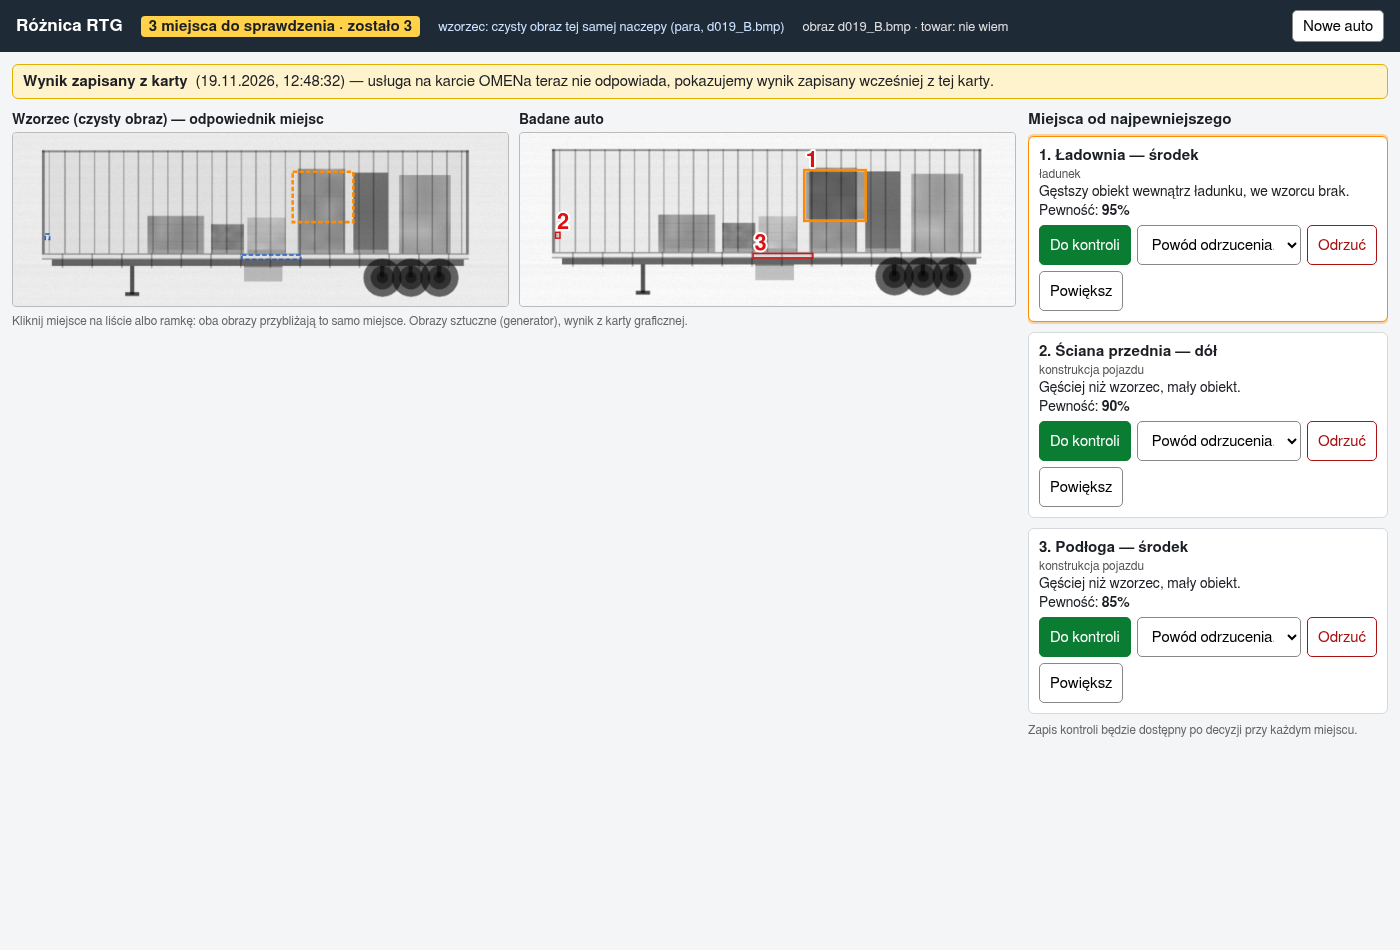 Różnica RTG
3 miejsca do sprawdzenia · zostało 3
wzorzec: czysty obraz tej samej naczepy (para, d019_B.bmp)
obraz d019_B.bmp · towar: nie wiem
Nowe auto
Wynik zapisany z karty (19.11.2026, 12:48:32) — usługa na karcie OMENa teraz nie odpowiada, pokazujemy wynik zapisany wcześniej z tej karty.
Wzorzec (czysty obraz) — odpowiednik miejsc
Badane auto
1
2
3
Kliknij miejsce na liście albo ramkę: oba obrazy przybliżają to samo miejsce. Obrazy sztuczne (generator), wynik z karty graficznej.
Miejsca od najpewniejszego
1. Ładownia — środek
ładunek
Gęstszy obiekt wewnątrz ładunku, we wzorcu brak.
Pewność: 95%
Do kontroli
Powód odrzucenia
Odrzuć
Powiększ
2. Ściana przednia — dół
konstrukcja pojazdu
Gęściej niż wzorzec, mały obiekt.
Pewność: 90%
Do kontroli
Powód odrzucenia
Odrzuć
Powiększ
3. Podłoga — środek
konstrukcja pojazdu
Gęściej niż wzorzec, mały obiekt.
Pewność: 85%
Do kontroli
Powód odrzucenia
Odrzuć
Powiększ
Zapis kontroli będzie dostępny po decyzji przy każdym miejscu.